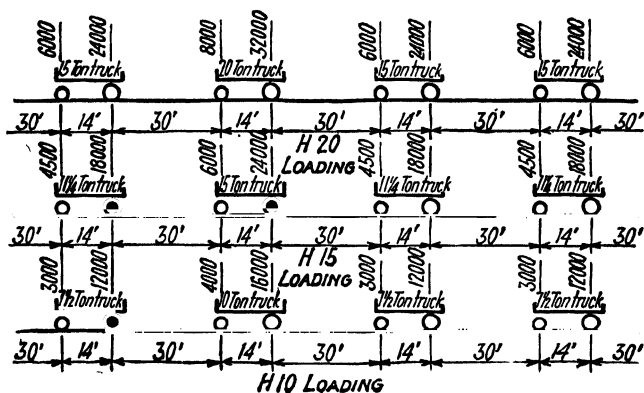 6000 24000 8000 32000 6000 24000 6000 24000
15 Ton truck 20 Ton truck 15 Ton truck 15 Ton truck
30' 14' 30' 14' 30' 14' 30' 14' 30'
H 20
LOADING
4500 18000 6000 24000 4500 18000 4500 18000
11¼ Ton truck 15 Ton truck 11¼ Ton truck 11¼ Ton truck
30' 14' 30' 14' 30' 14' 30' 14' 30'
H 15
LOADING
3000 12000 4000 16000 3000 12000 3000 12000
7½ Ton truck 10 Ton truck 7½ Ton truck 7½ Ton truck
30' 14' 30' 14' 30' 14' 30' 14' 30'
H 10 LOADING